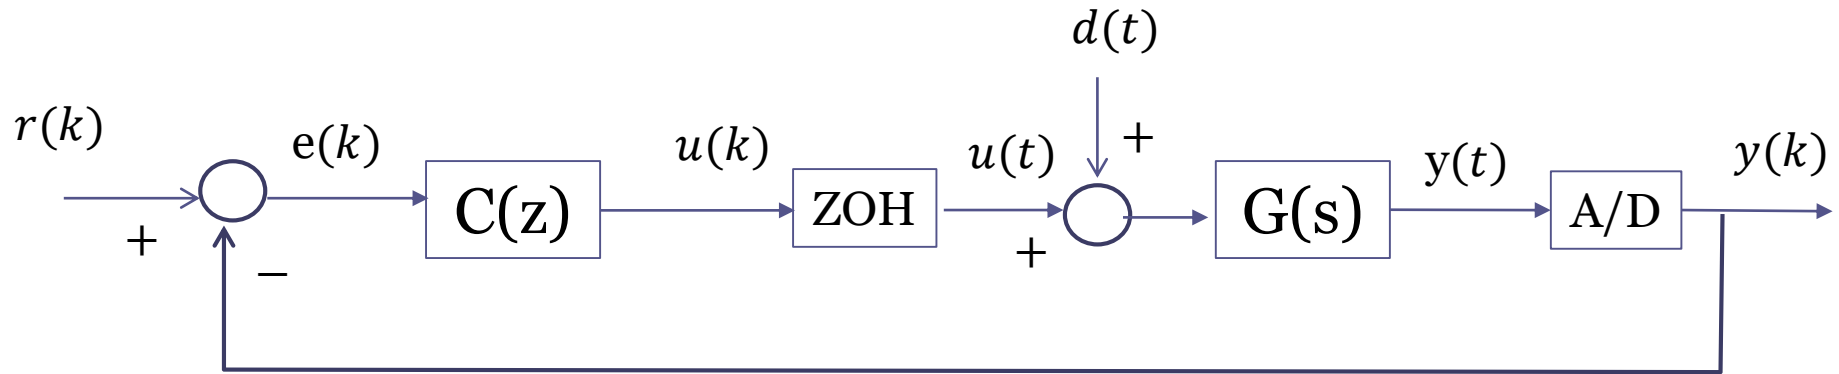 d(t)
r(k)
e(k)
u(k)
u(t)
y(t)
y(k)
+
C(z)
ZOH
G(s)
A/D
+
+
−